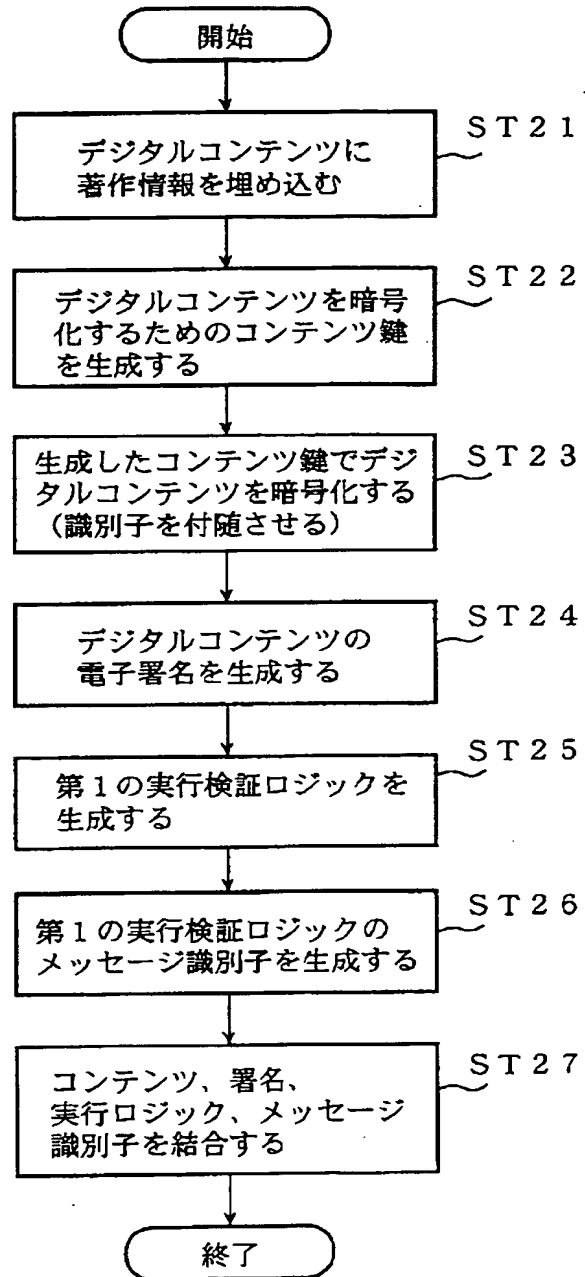 開始
ST21
デジタルコンテンツに
著作情報を埋め込む
ST22
デジタルコンテンツを暗号
化するためのコンテンツ鍵
を生成する
ST23
生成したコンテンツ鍵でデジ
タルコンテンツを暗号化する
（識別子を付随させる）
ST24
デジタルコンテンツの
電子署名を生成する
ST25
第１の実行検証ロジックを
生成する
ST26
第１の実行検証ロジックの
メッセージ識別子を生成する
ST27
コンテンツ、署名、
実行ロジック、メッセージ
識別子を結合する
終了